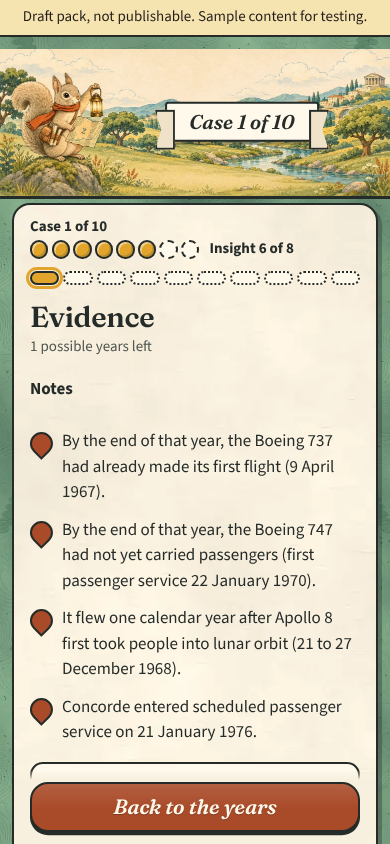 Draft pack, not publishable. Sample content for testing.
Case 1 of 10
Case 1 of 10
Insight 6 of 8
Evidence
1 possible years left
Notes
By the end of that year, the Boeing 737
had already made its first flight (9 April
1967).
By the end of that year, the Boeing 747
had not yet carried passengers (first
passenger service 22 January 1970).
It flew one calendar year after Apollo 8
first took people into lunar orbit (21 to 27
December 1968).
Concorde entered scheduled passenger
service on 21 January 1976.
Back to the years